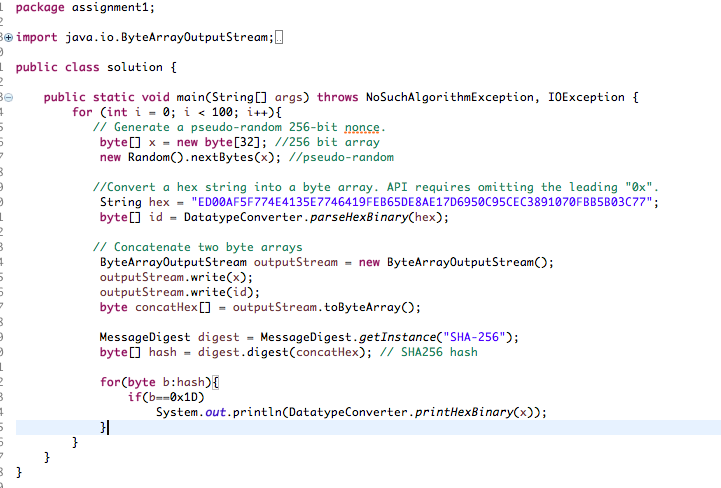 package assignment1;
import java.io.ByteArrayOutputStream;
public class solution {
public static void main(String[] args) throws NoSuchAlgorithmException, IOException {
for (int i = 0; i < 100; i++){
// Generate a pseudo-random 256-bit nonce.
byte[] x = new byte[32]; //256 bit array
new Random().nextBytes(x); //pseudo-random
//Convert a hex string into a byte array. API requires omitting the leading "0x".
String hex = "ED00AF5F774E4135E7746419FEB65DE8AE17D6950C95CEC3891070FBB5B03C77";
byte[] id = DatatypeConverter.parseHexBinary(hex);
// Concatenate two byte arrays
ByteArrayOutputStream outputStream = new ByteArrayOutputStream();
outputStream.write(x);
outputStream.write(id);
byte concatHex[] = outputStream.toByteArray();
MessageDigest digest = MessageDigest.getInstance("SHA-256");
byte[] hash = digest.digest(concatHex); // SHA256 hash
for(byte b:hash){
if(b==0x1D)
System.out.println(DatatypeConverter.printHexBinary(x));
}
}
}
}